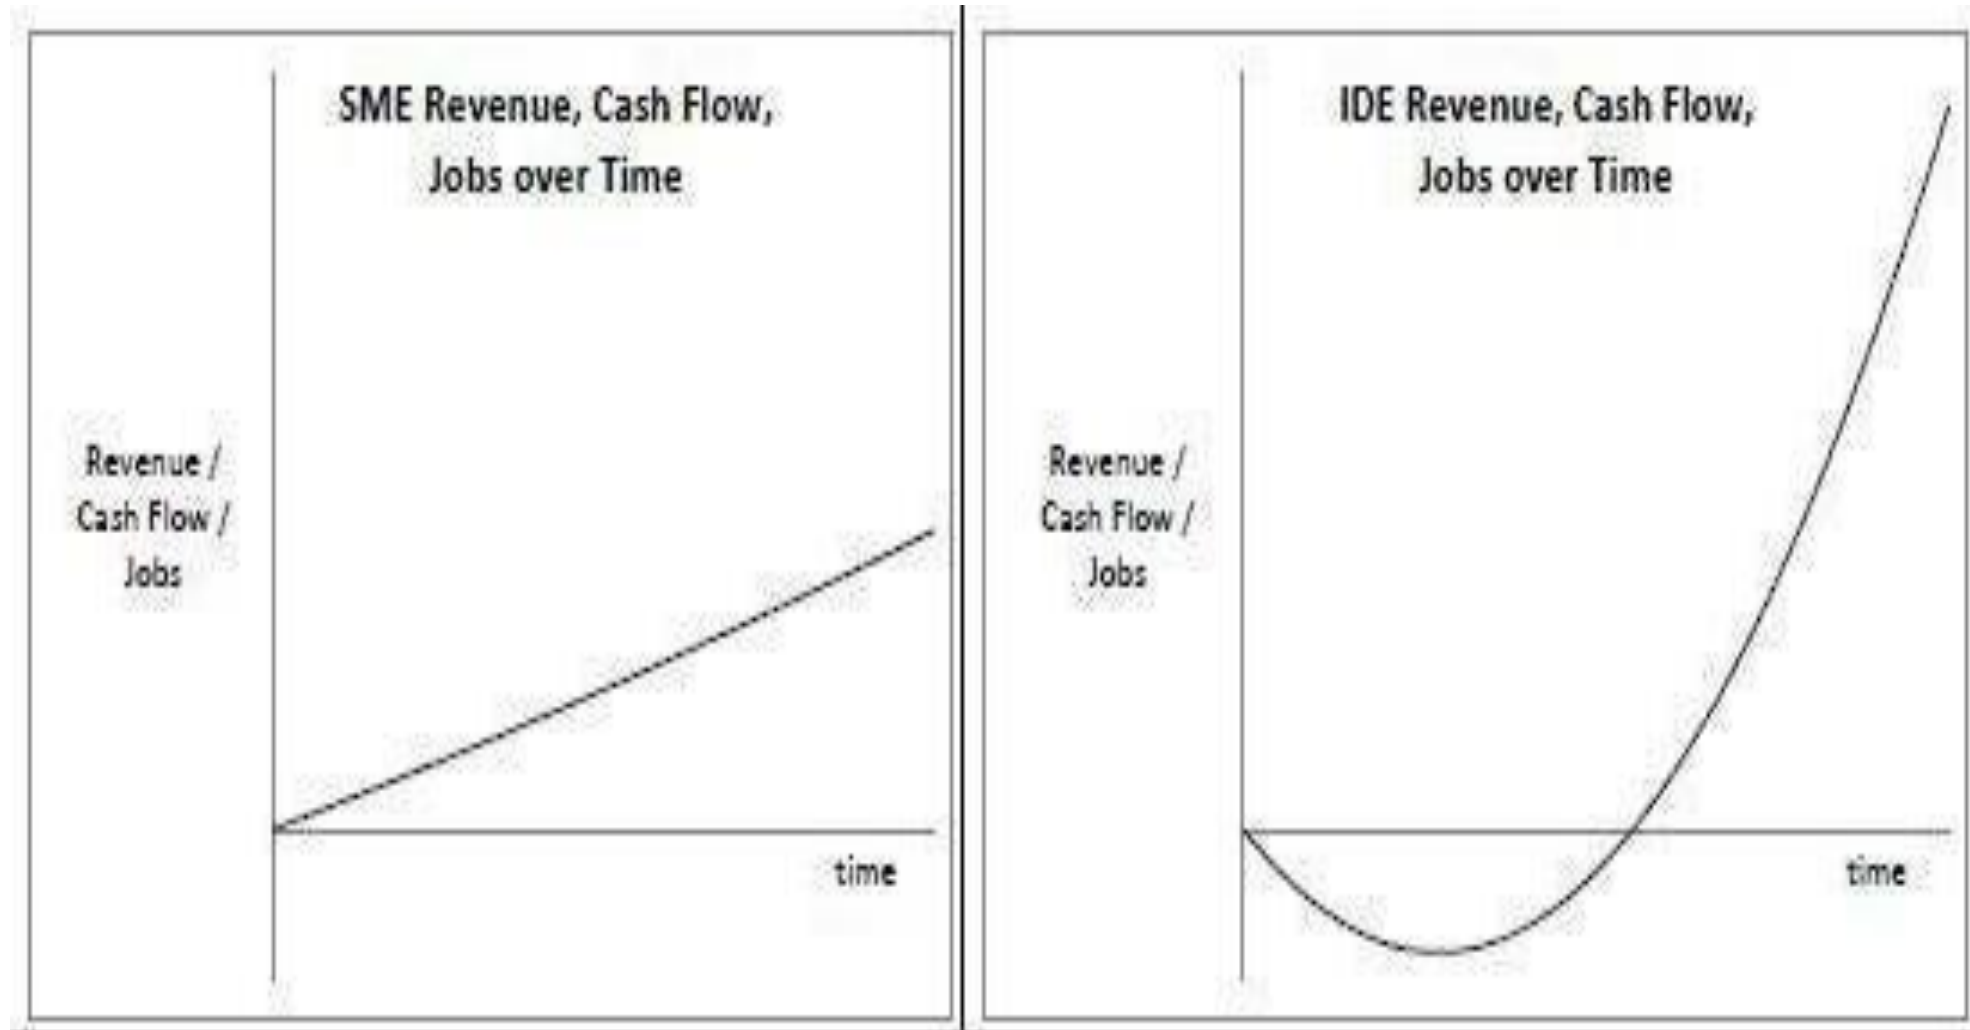 SME Revenue, Cash Flow,
Jobs over Time
Revenue /
Cash Flow /
Jobs
time
IDE Revenue, Cash Flow,
Jobs over Time
Revenue /
Cash Flow /
Jobs
time